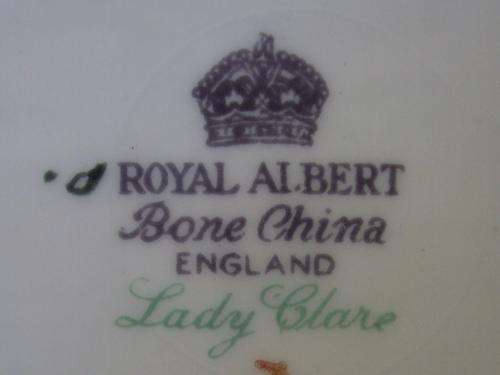 ROYAL ALBERT
Bone China
ENGLAND
Lady Clare